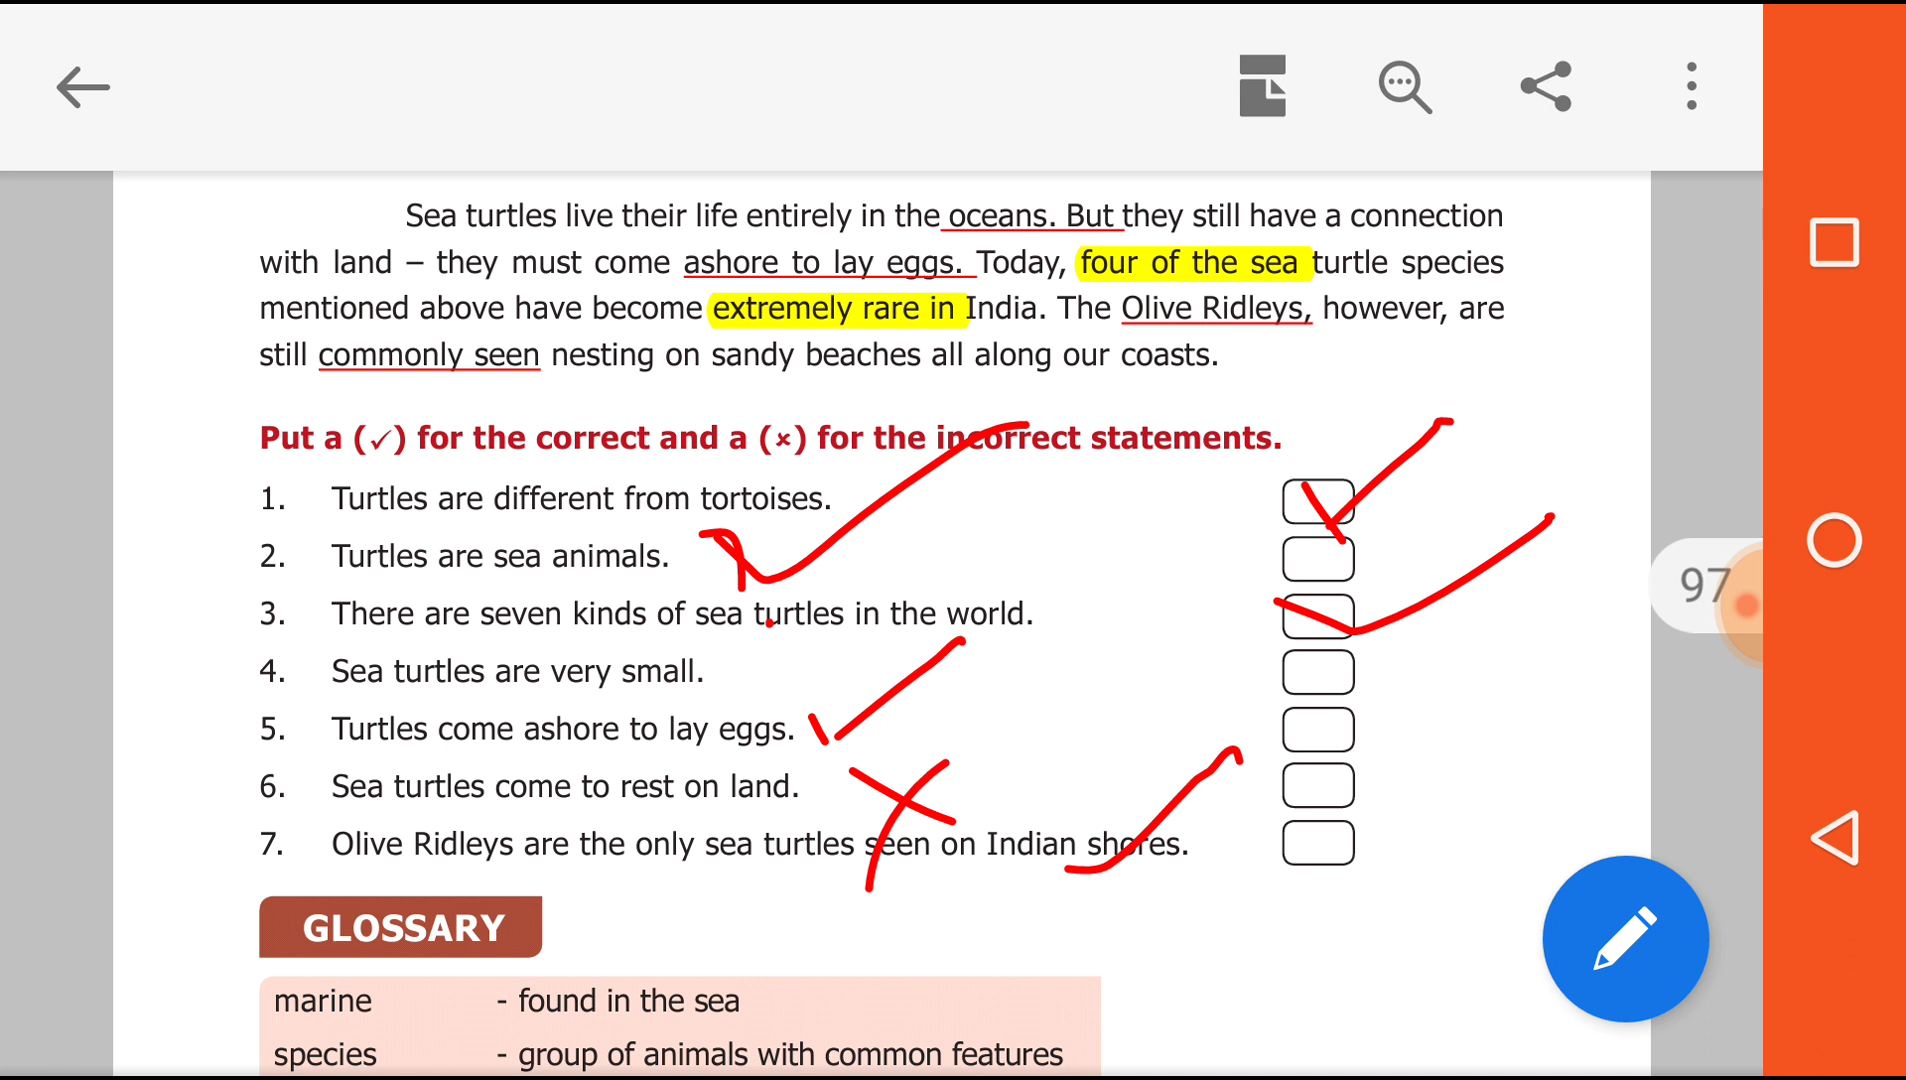 Sea turtles live their life entirely in the oceans. But they still have a connection
with land – they must come ashore to lay eggs. Today, four of the sea turtle species
mentioned above have become extremely rare in India. The Olive Ridleys, however, are
still commonly seen nesting on sandy beaches all along our coasts.
Put a (✓) for the correct and a (×) for the incorrect statements.
1. Turtles are different from tortoises.
2. Turtles are sea animals.
3. There are seven kinds of sea turtles in the world.
4. Sea turtles are very small.
5. Turtles come ashore to lay eggs.
6. Sea turtles come to rest on land.
7. Olive Ridleys are the only sea turtles seen on Indian shores.
97
GLOSSARY
marine - found in the sea
species - group of animals with common features